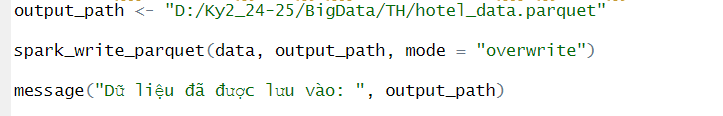 output_path <- "D:/Ky2_24-25/BigData/TH/hotel_data.parquet"
spark_write_parquet(data, output_path, mode = "overwrite")
message("Dữ liệu đã được lưu vào: ", output_path)